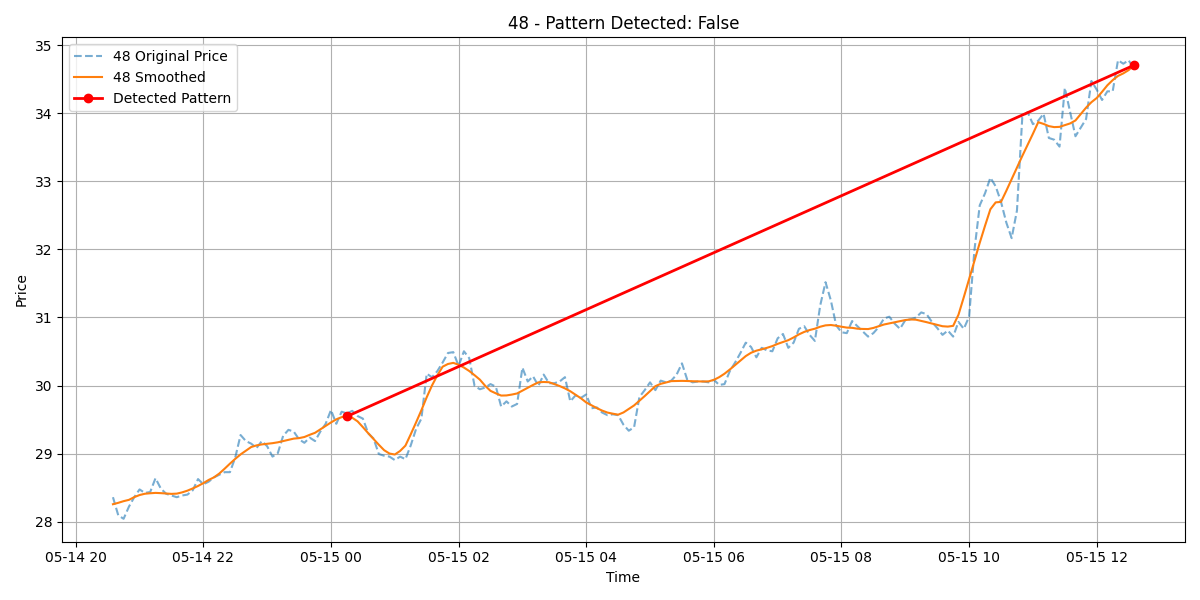 48 - Pattern Detected: False
48 Original Price
48 Smoothed
Detected Pattern
Price
35
34
33
32
31
30
29
28
05-14 20
05-14 22
05-15 00
05-15 02
05-15 04
05-15 06
05-15 08
05-15 10
05-15 12
Time